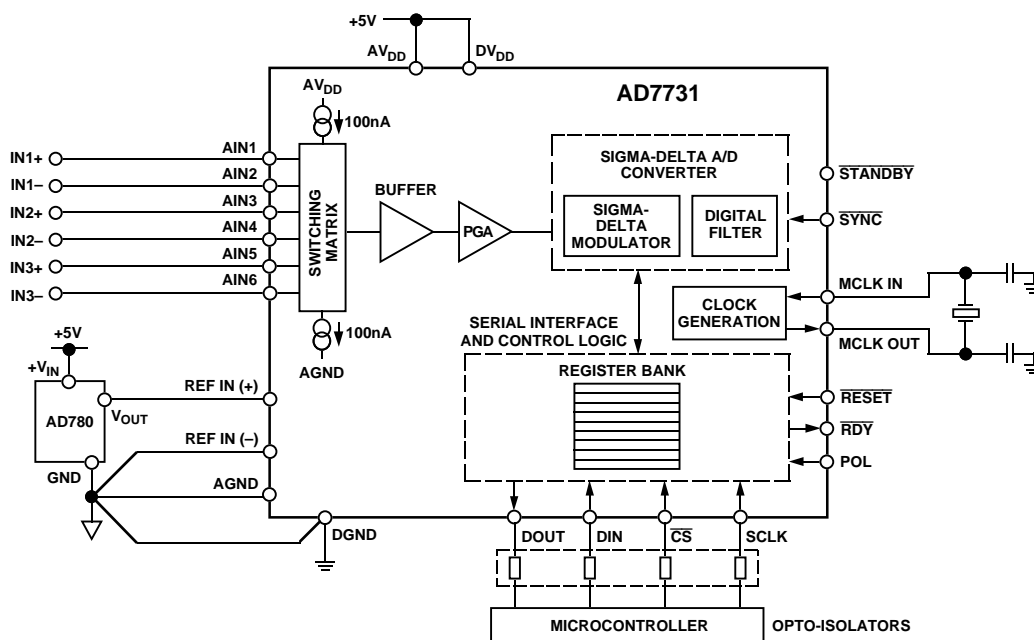 +5V
AVDD
DVDD
AD7731
AVDD
100nA
IN1+
IN1–
IN2+
IN2–
IN3+
IN3–
AIN1
AIN2
AIN3
AIN4
AIN5
AIN6
SWITCHING
MATRIX
BUFFER
PGA
SIGMA-DELTA A/D
CONVERTER
SIGMA-
DELTA
MODULATOR
DIGITAL
FILTER
STANDBY
SYNC
MCLK IN
CLOCK
GENERATION
MCLK OUT
100nA
AGND
SERIAL INTERFACE
AND CONTROL LOGIC
REGISTER BANK
+5V
+VIN
AD780
VOUT
GND
REF IN (+)
REF IN (–)
AGND
DGND
RESET
RDY
POL
DOUT
DIN
CS
SCLK
MICROCONTROLLER
OPTO-ISOLATORS